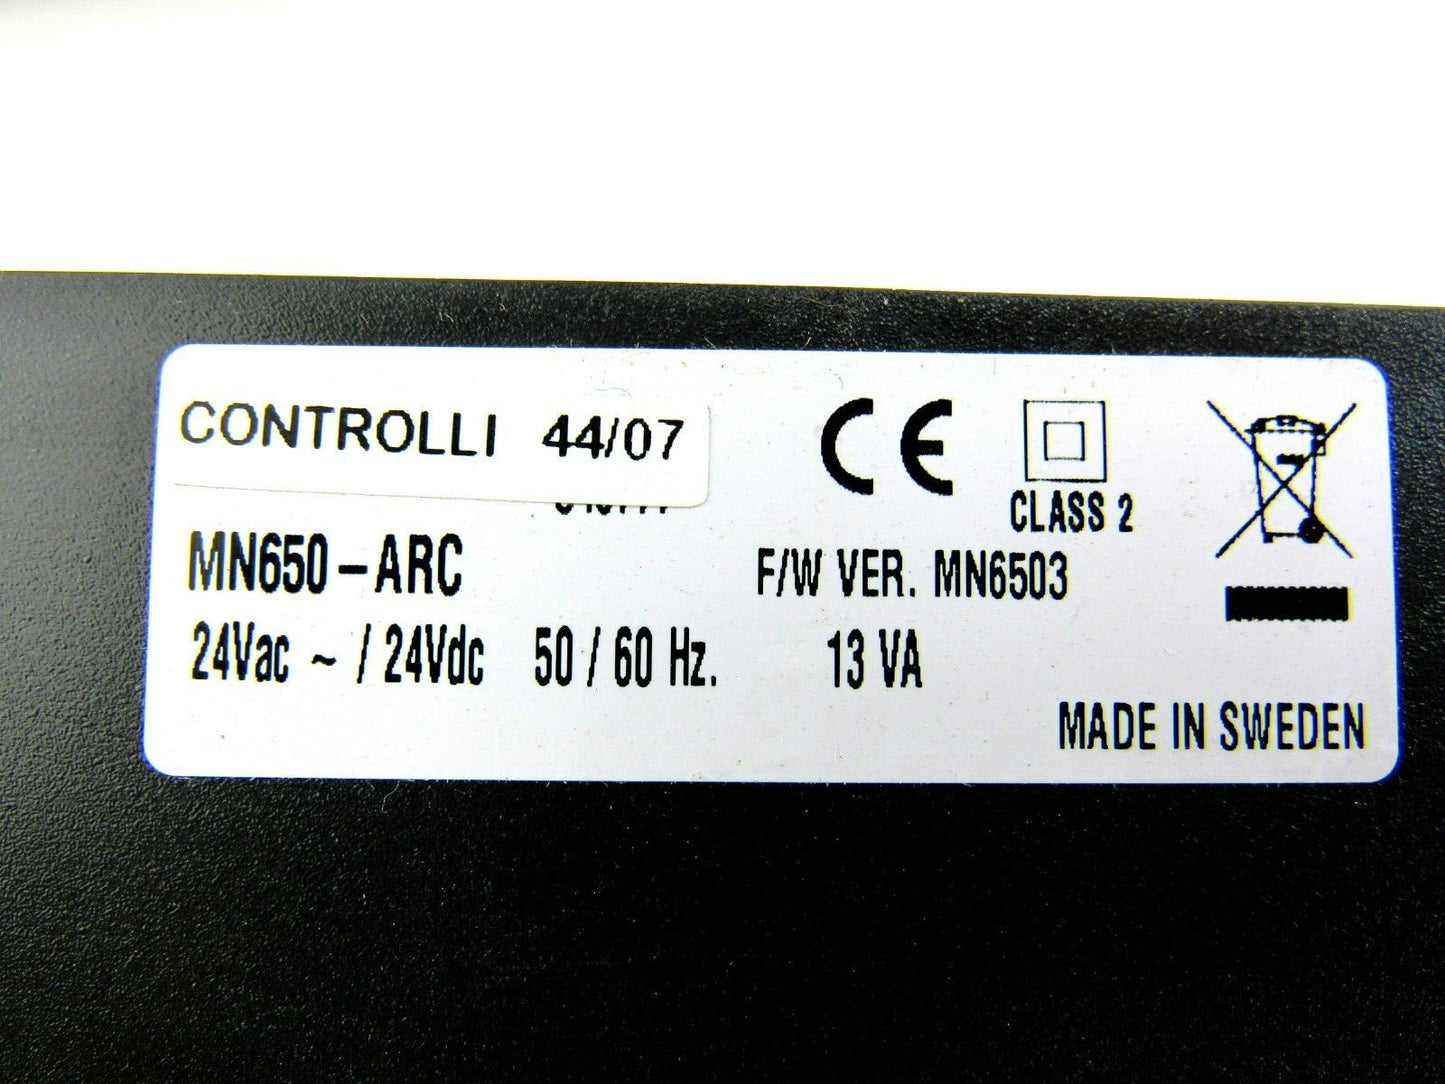 CONTROLLI 44/07
CE
CLASS 2
MN650-ARC F/W VER. MN6503
24Vac ~ / 24Vdc 50 / 60 Hz. 13 VA
MADE IN SWEDEN